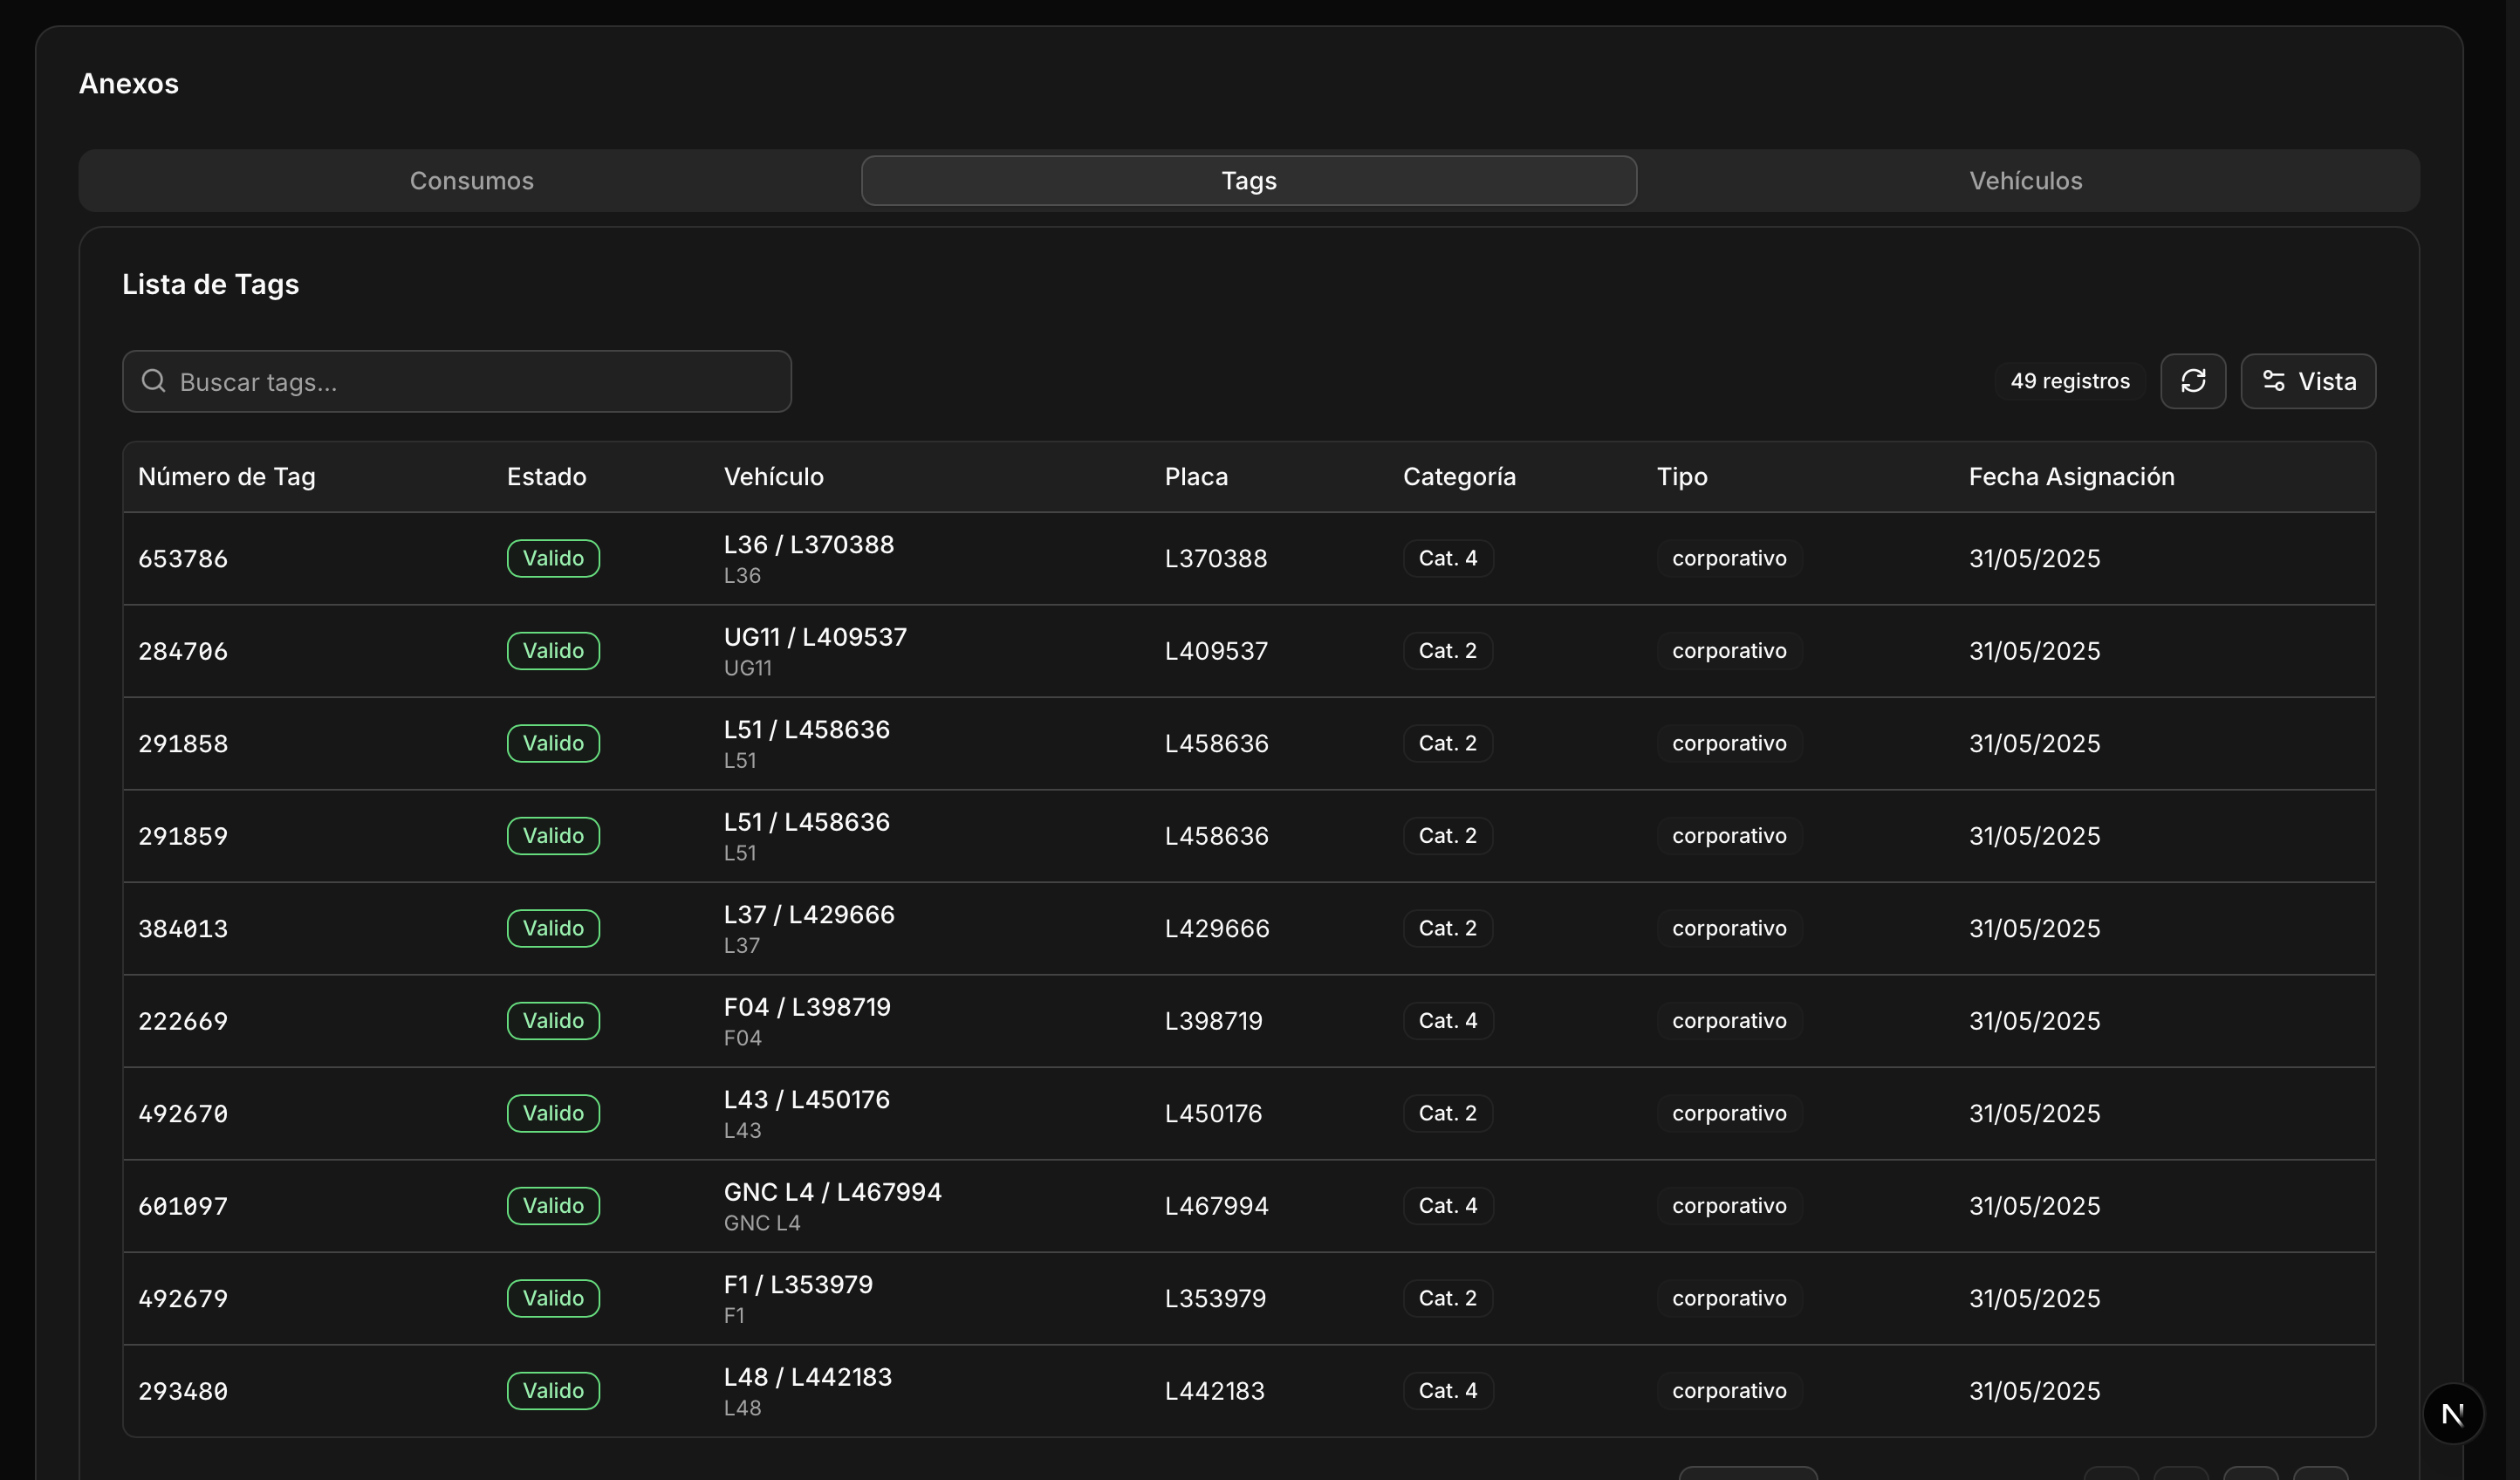 Anexos
Consumos Tags Vehículos
Lista de Tags
Buscar tags...
49 registros Vista
Número de Tag Estado Vehículo Placa Categoría Tipo Fecha Asignación
653786 Valido L36 / L370388 L370388 Cat. 4 corporativo 31/05/2025
L36
284706 Valido UG11 / L409537 L409537 Cat. 2 corporativo 31/05/2025
UG11
291858 Valido L51 / L458636 L458636 Cat. 2 corporativo 31/05/2025
L51
291859 Valido L51 / L458636 L458636 Cat. 2 corporativo 31/05/2025
L51
384013 Valido L37 / L429666 L429666 Cat. 2 corporativo 31/05/2025
L37
222669 Valido F04 / L398719 L398719 Cat. 4 corporativo 31/05/2025
F04
492670 Valido L43 / L450176 L450176 Cat. 2 corporativo 31/05/2025
L43
601097 Valido GNC L4 / L467994 L467994 Cat. 4 corporativo 31/05/2025
GNC L4
492679 Valido F1 / L353979 L353979 Cat. 2 corporativo 31/05/2025
F1
293480 Valido L48 / L442183 L442183 Cat. 4 corporativo 31/05/2025
L48
N